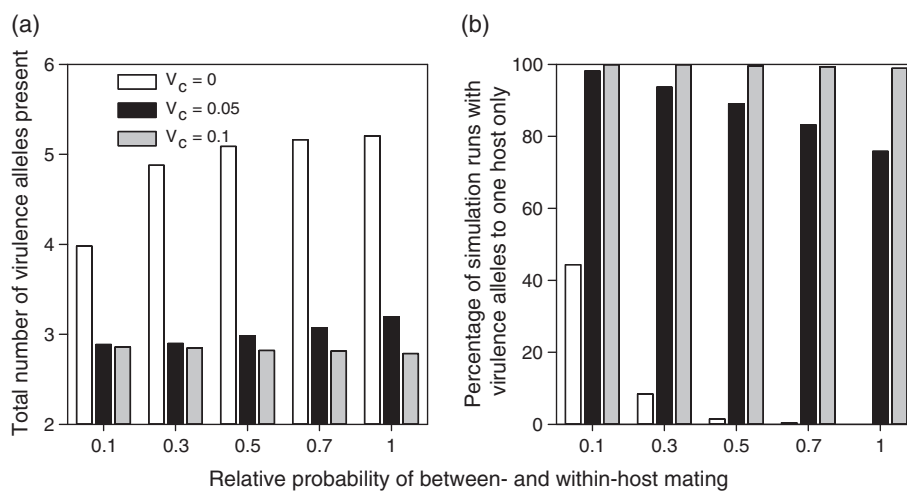 (a)
Total number of virulence alleles present
6
5
4
3
2
V_C = 0
V_C = 0.05
V_C = 0.1
0.1 0.3 0.5 0.7 1
(b)
Percentage of simulation runs with
virulence alleles to one host only
100
80
60
40
20
0
0.1 0.3 0.5 0.7 1
Relative probability of between- and within-host mating